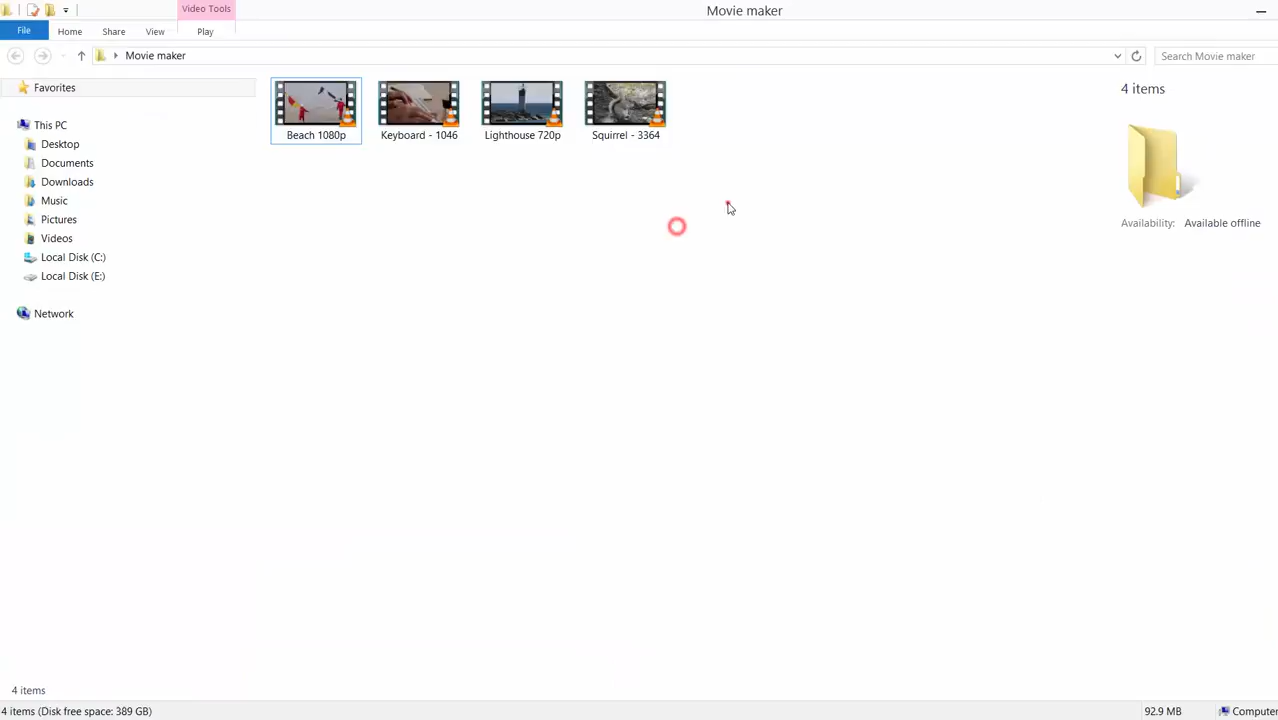 Video Tools
Movie maker
File Home Share View Play
Movie maker
Search Movie maker
Favorites
This PC
Desktop
Documents
Downloads
Music
Pictures
Videos
Local Disk (C:)
Local Disk (E:)
Network
Beach 1080p
Keyboard - 1046
Lighthouse 720p
Squirrel - 3364
4 items
Availability: Available offline
4 items
4 items (Disk free space: 389 GB)
92.9 MB
Computer